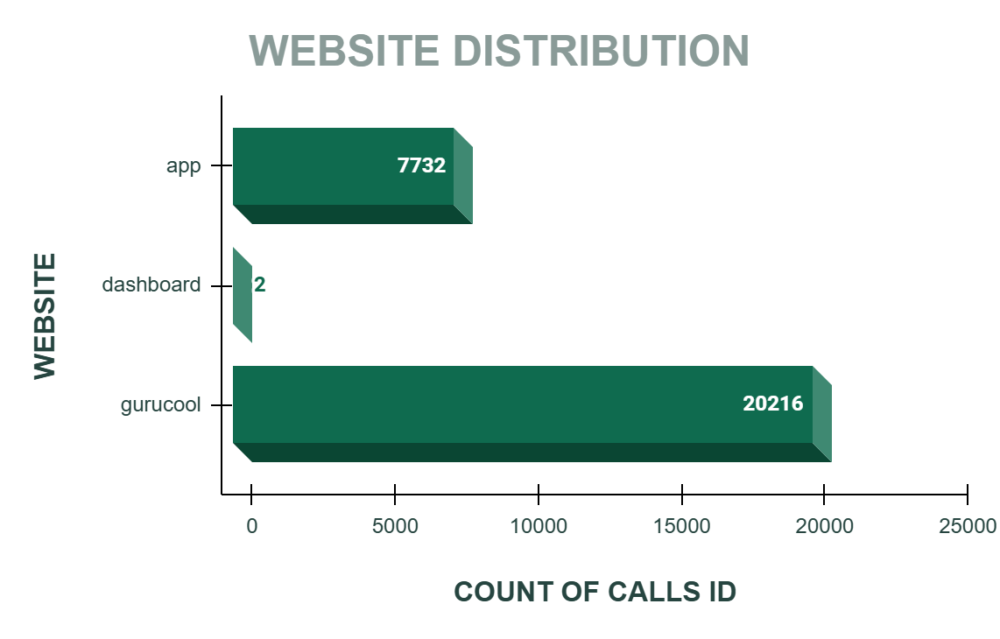 WEBSITE DISTRIBUTION
WEBSITE
app
7732
dashboard
2
gurucool
20216
0 5000 10000 15000 20000 25000
COUNT OF CALLS ID